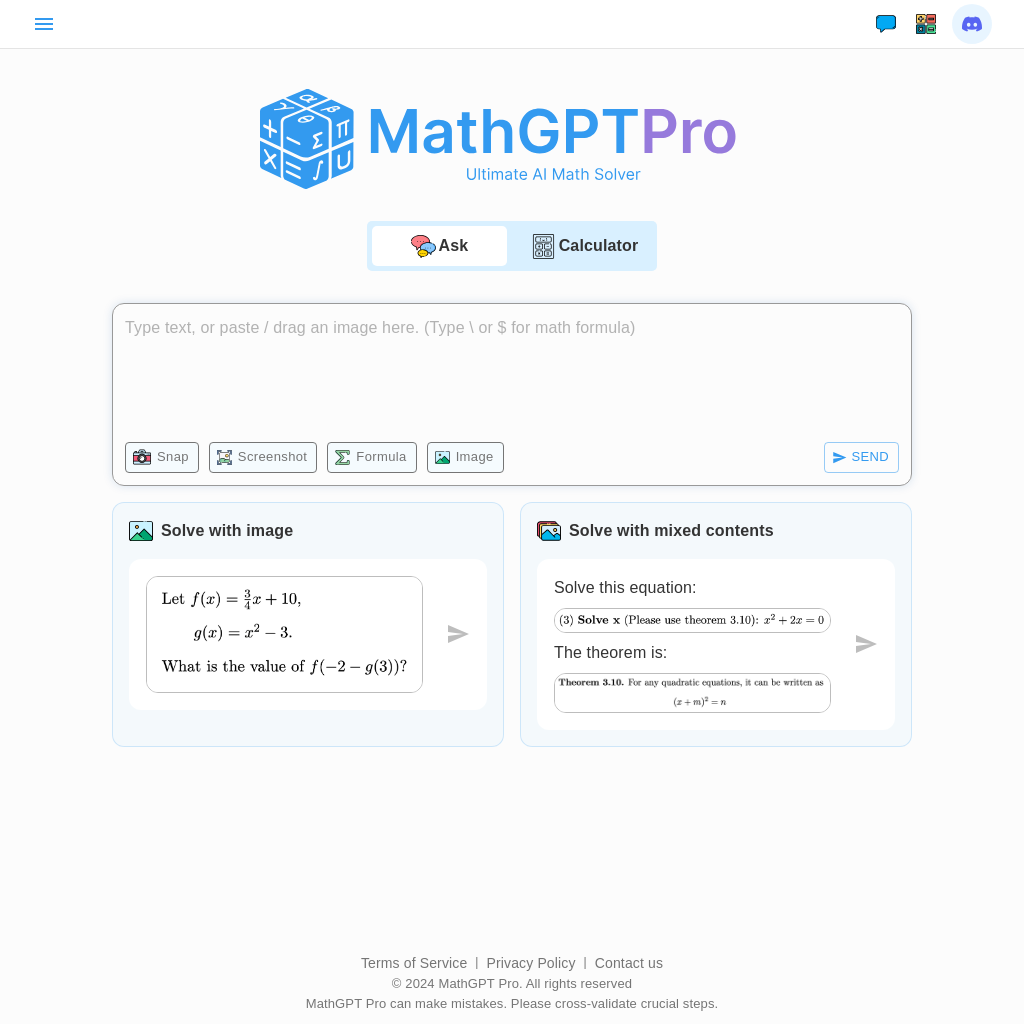 MathGPTPro
Ultimate AI Math Solver
Ask
Calculator
Type text, or paste / drag an image here. (Type \ or $ for math formula)
Snap
Screenshot
Formula
Image
SEND
Solve with image
Let f(x) = 3/4 x + 10,
g(x) = x² − 3.
What is the value of f(−2 − g(3))?
Solve with mixed contents
Solve this equation:
(3) Solve x (Please use theorem 3.10): x² + 2x = 0
The theorem is:
Theorem 3.10. For any quadratic equations, it can be written as
(x + m)² = n
Terms of Service | Privacy Policy | Contact us
© 2024 MathGPT Pro. All rights reserved
MathGPT Pro can make mistakes. Please cross-validate crucial steps.